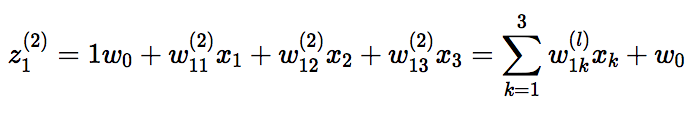 z_1^{(2)} = 1w_0 + w_{11}^{(2)}x_1 + w_{12}^{(2)}x_2 + w_{13}^{(2)}x_3 = \sum_{k=1}^{3} w_{1k}^{(l)}x_k + w_0